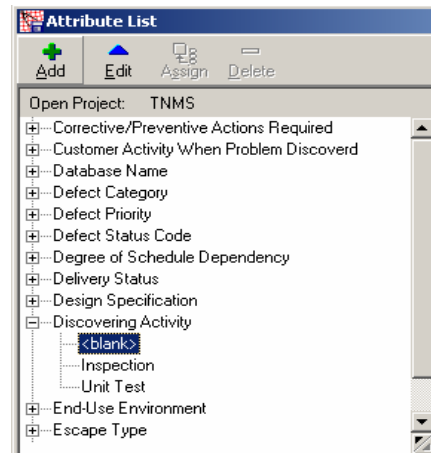 Attribute List
Add Edit Assign Delete
Open Project: TNMS
Corrective/Preventive Actions Required
Customer Activity When Problem Discoverd
Database Name
Defect Category
Defect Priority
Defect Status Code
Degree of Schedule Dependency
Delivery Status
Design Specification
Discovering Activity
<blank>
Inspection
Unit Test
End-Use Environment
Escape Type